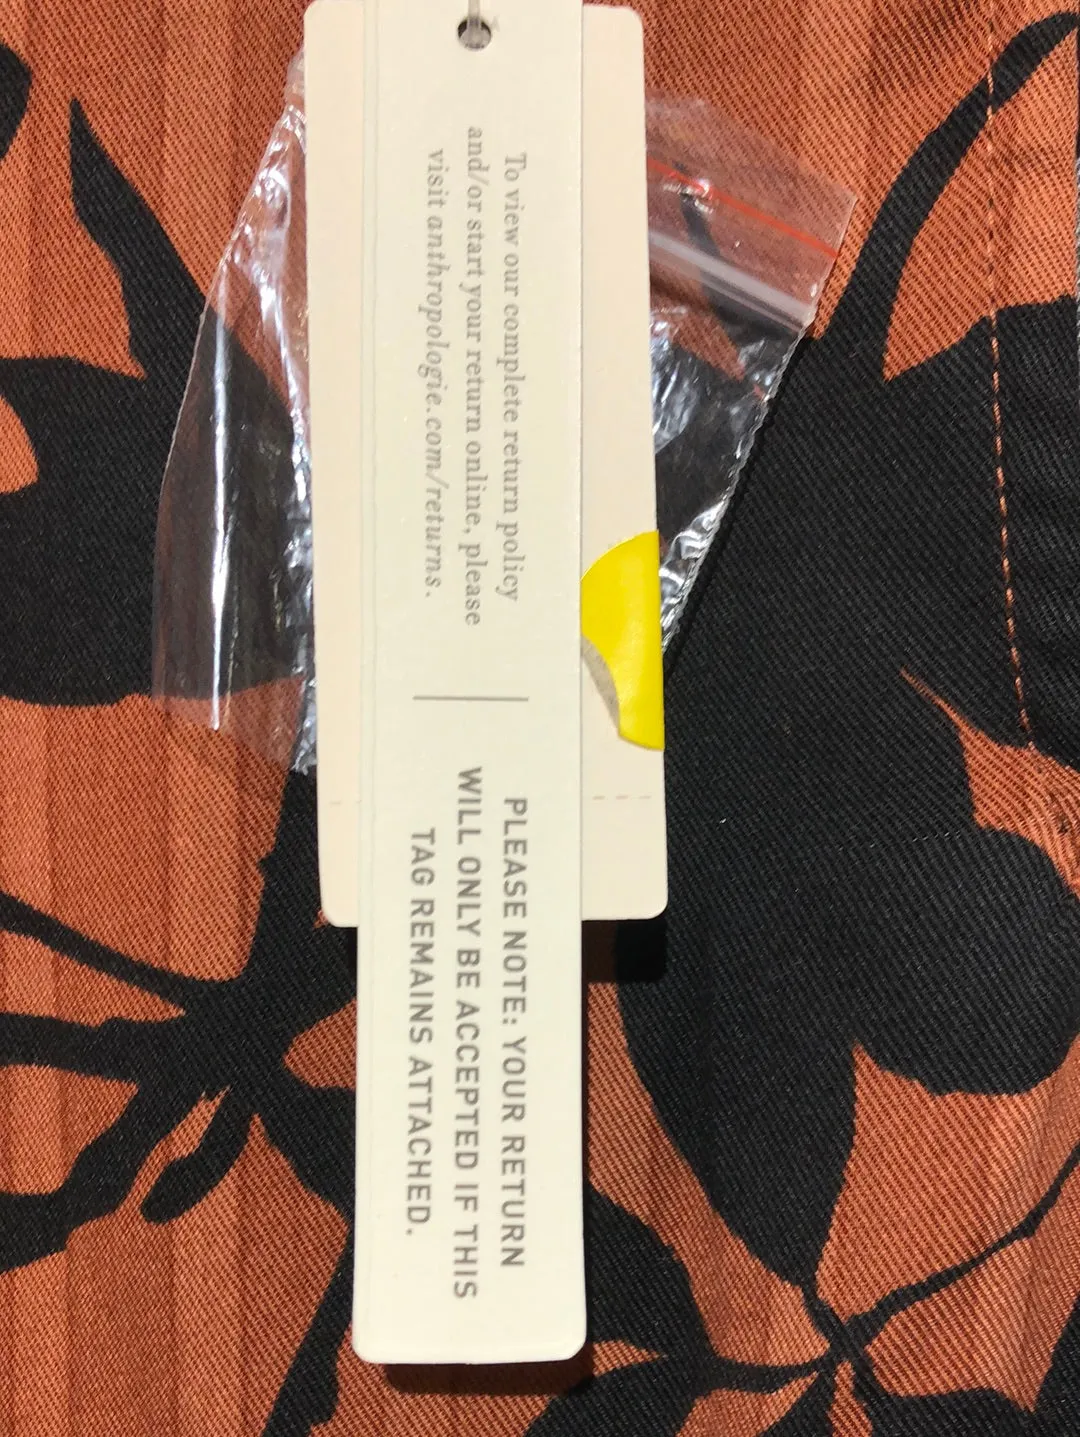 To view our complete return policy
and/or start your return online, please
visit anthropologie.com/returns.
PLEASE NOTE: YOUR RETURN
WILL ONLY BE ACCEPTED IF THIS
TAG REMAINS ATTACHED.